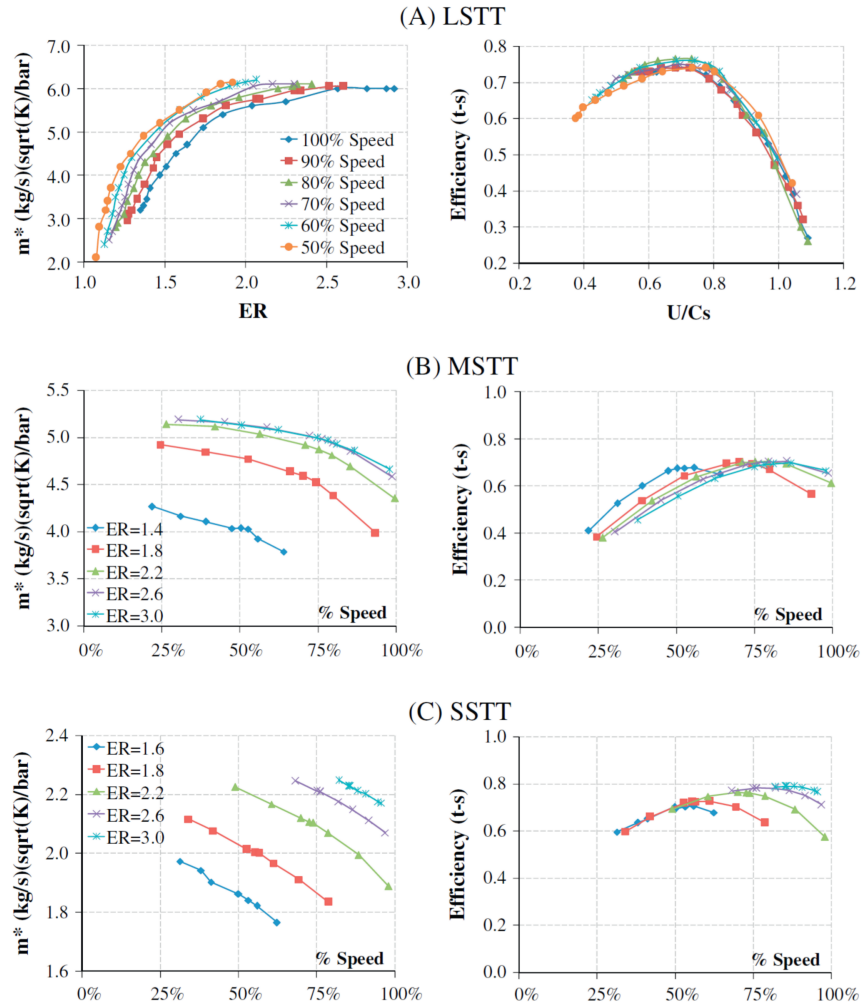 (A) LSTT
m* (kg/s)(sqrt(K)/bar)
7.0
6.0
5.0
4.0
3.0
2.0
1.0
1.5
2.0
2.5
3.0
ER
100% Speed
90% Speed
80% Speed
70% Speed
60% Speed
50% Speed
Efficiency (t-s)
0.8
0.7
0.6
0.5
0.4
0.3
0.2
0.2
0.4
0.6
0.8
1.0
1.2
U/Cs
(B) MSTT
m* (kg/s)(sqrt(K)/bar)
5.5
5.0
4.5
4.0
3.5
3.0
ER=1.4
ER=1.8
ER=2.2
ER=2.6
ER=3.0
% Speed
0%
25%
50%
75%
100%
Efficiency (t-s)
1.0
0.8
0.6
0.4
0.2
0.0
% Speed
0%
25%
50%
75%
100%
(C) SSTT
m* (kg/s)(sqrt(K)/bar)
2.4
2.2
2.0
1.8
1.6
ER=1.6
ER=1.8
ER=2.2
ER=2.6
ER=3.0
% Speed
0%
25%
50%
75%
100%
Efficiency (t-s)
1.0
0.8
0.6
0.4
0.2
0.0
% Speed
0%
25%
50%
75%
100%